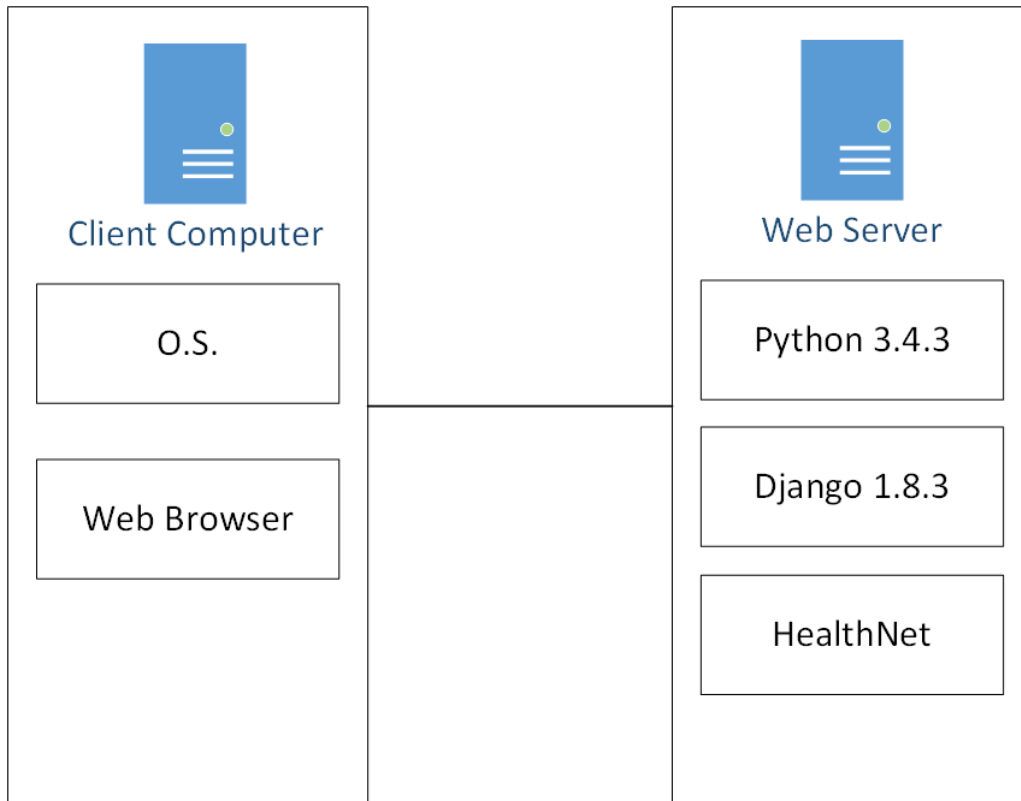 Client Computer
O.S.
Web Browser
Web Server
Python 3.4.3
Django 1.8.3
HealthNet